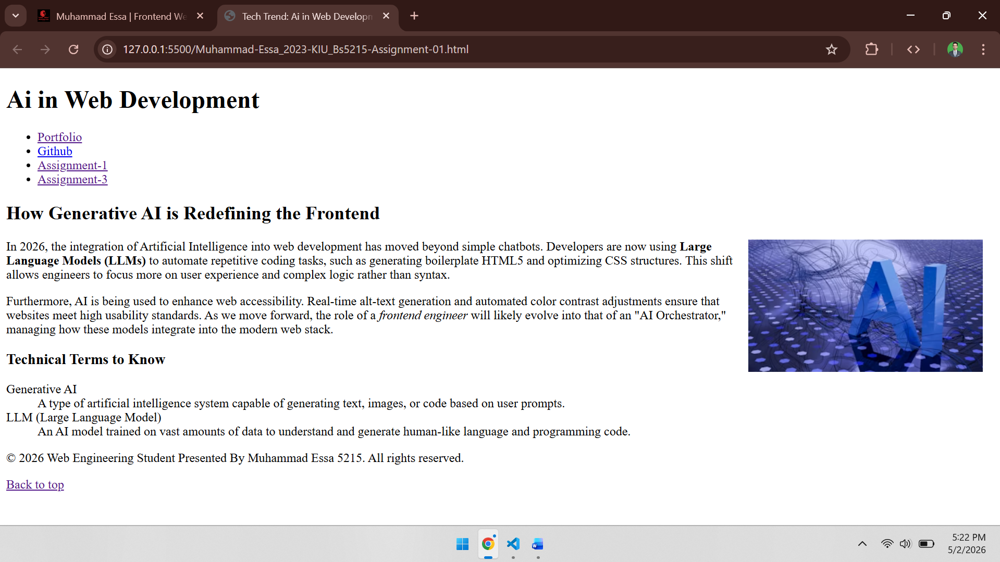 Muhammad Essa | Frontend We
Tech Trend: Ai in Web Developm
127.0.0.1:5500/Muhammad-Essa_2023-KIU_Bs5215-Assignment-01.html
Ai in Web Development
Portfolio
Github
Assignment-1
Assignment-3
How Generative AI is Redefining the Frontend
In 2026, the integration of Artificial Intelligence into web development has moved beyond simple chatbots. Developers are now using Large
Language Models (LLMs) to automate repetitive coding tasks, such as generating boilerplate HTML5 and optimizing CSS structures. This shift
allows engineers to focus more on user experience and complex logic rather than syntax.
AI
Furthermore, AI is being used to enhance web accessibility. Real-time alt-text generation and automated color contrast adjustments ensure that
websites meet high usability standards. As we move forward, the role of a frontend engineer will likely evolve into that of an "AI Orchestrator,"
managing how these models integrate into the modern web stack.
Technical Terms to Know
Generative AI
A type of artificial intelligence system capable of generating text, images, or code based on user prompts.
LLM (Large Language Model)
An AI model trained on vast amounts of data to understand and generate human-like language and programming code.
© 2026 Web Engineering Student Presented By Muhammad Essa 5215. All rights reserved.
Back to top
5:22 PM
5/2/2026